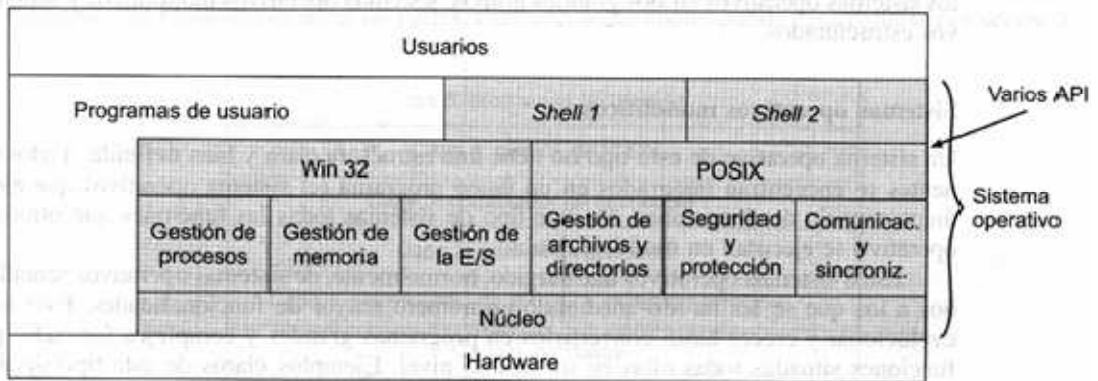 Usuarios
Programas de usuario
Shell 1
Shell 2
Varios API
Win 32
POSIX
Sistema
operativo
Gestión de
procesos
Gestión de
memoria
Gestión de
la E/S
Gestión de
archivos y
directorios
Seguridad
y
protección
Comunicac.
y
sincroniz.
Núcleo
Hardware